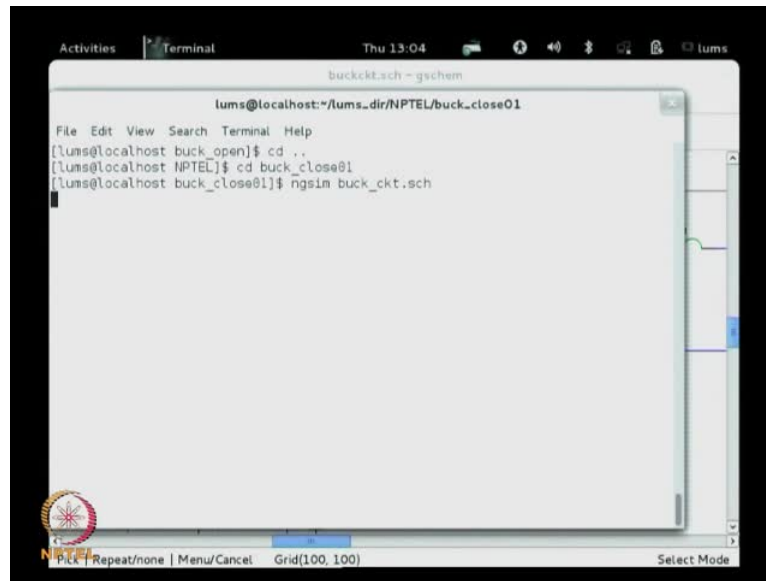 Activities Terminal Thu 13:04 lums
buckckt.sch - gschem
lums@localhost:~/lums_dir/NPTEL/buck_close01
File Edit View Search Terminal Help
[lums@localhost buck_open]$ cd ..
[lums@localhost NPTEL]$ cd buck_close01
[lums@localhost buck_close01]$ ngsim buck_ckt.sch
NPTEL
Pick | Repeat/none | Menu/Cancel Grid(100, 100) Select Mode